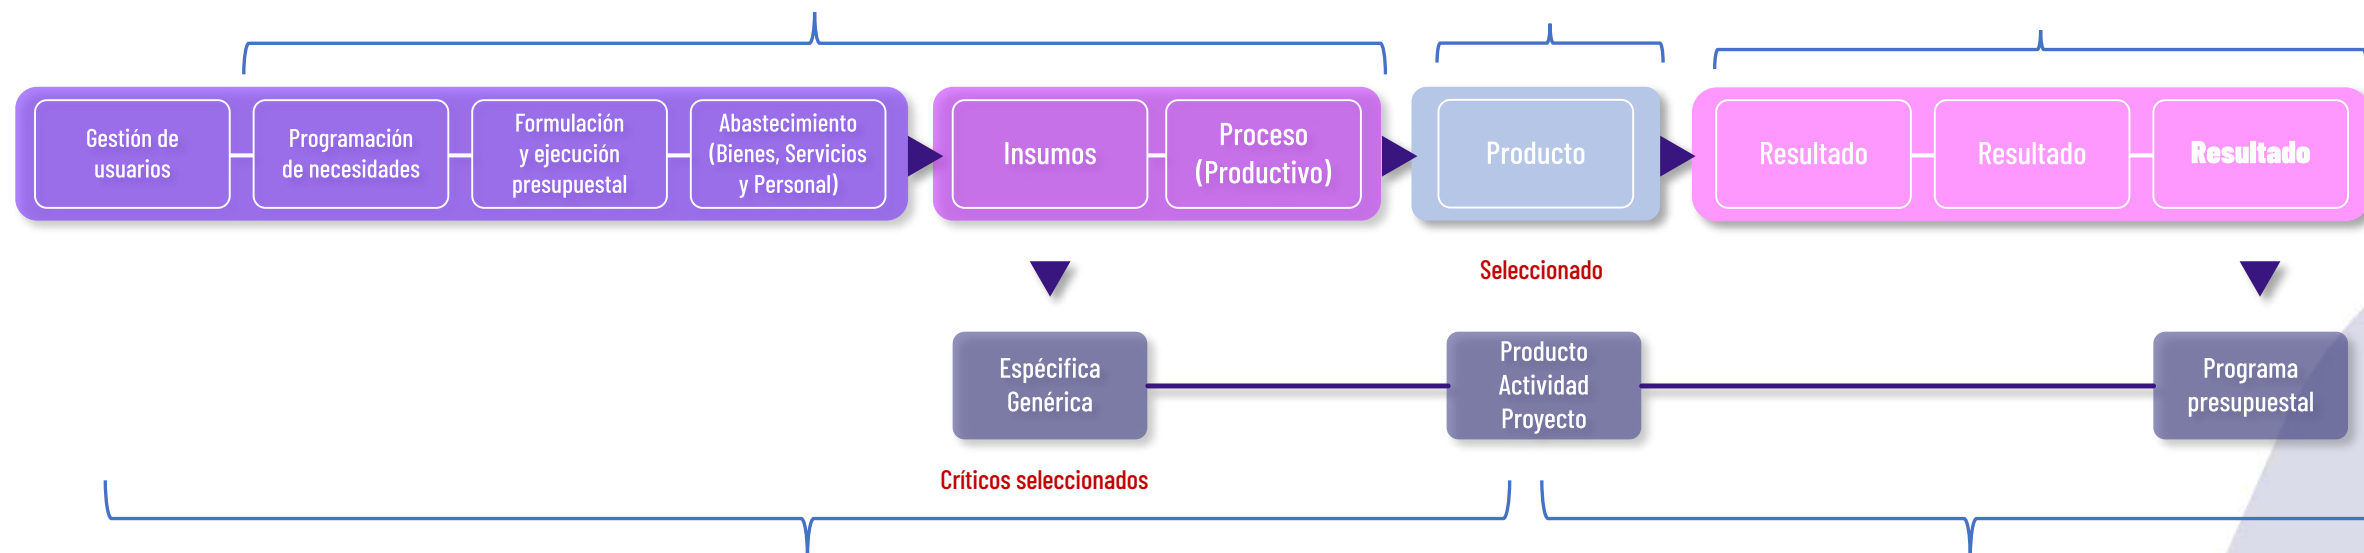 Gestión de
usuarios
Programación
de necesidades
Formulación
y ejecución
presupuestal
Abastecimiento
(Bienes, Servicios
y Personal)
Insumos
Proceso
(Productivo)
Producto
Resultado
Resultado
Resultado
Seleccionado
Espécifica
Genérica
Producto
Actividad
Proyecto
Programa
presupuestal
Críticos seleccionados